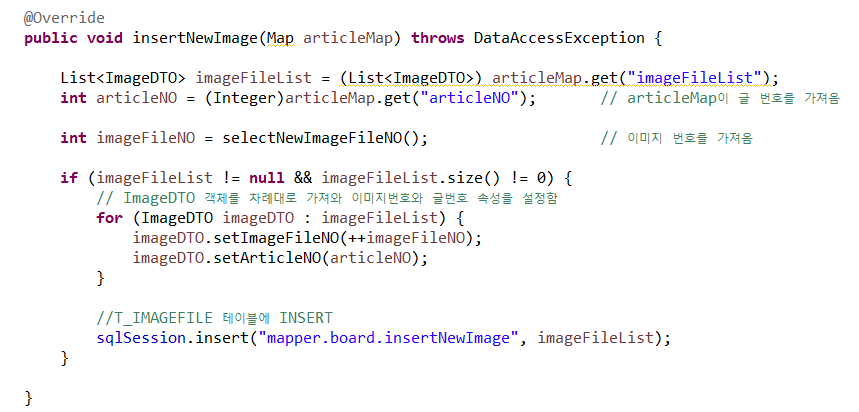 @Override
public void insertNewImage(Map articleMap) throws DataAccessException {
List<ImageDTO> imageFileList = (List<ImageDTO>) articleMap.get("imageFileList");
int articleNO = (Integer)articleMap.get("articleNO"); // articleMap이 글 번호를 가져옴
int imageFileNO = selectNewImageFileNO(); // 이미지 번호를 가져옴
if (imageFileList != null && imageFileList.size() != 0) {
// ImageDTO 객체를 차례대로 가져와 이미지번호와 글번호 속성을 설정함
for (ImageDTO imageDTO : imageFileList) {
imageDTO.setImageFileNO(++imageFileNO);
imageDTO.setArticleNO(articleNO);
}
//T_IMAGEFILE 테이블에 INSERT
sqlSession.insert("mapper.board.insertNewImage", imageFileList);
}
}